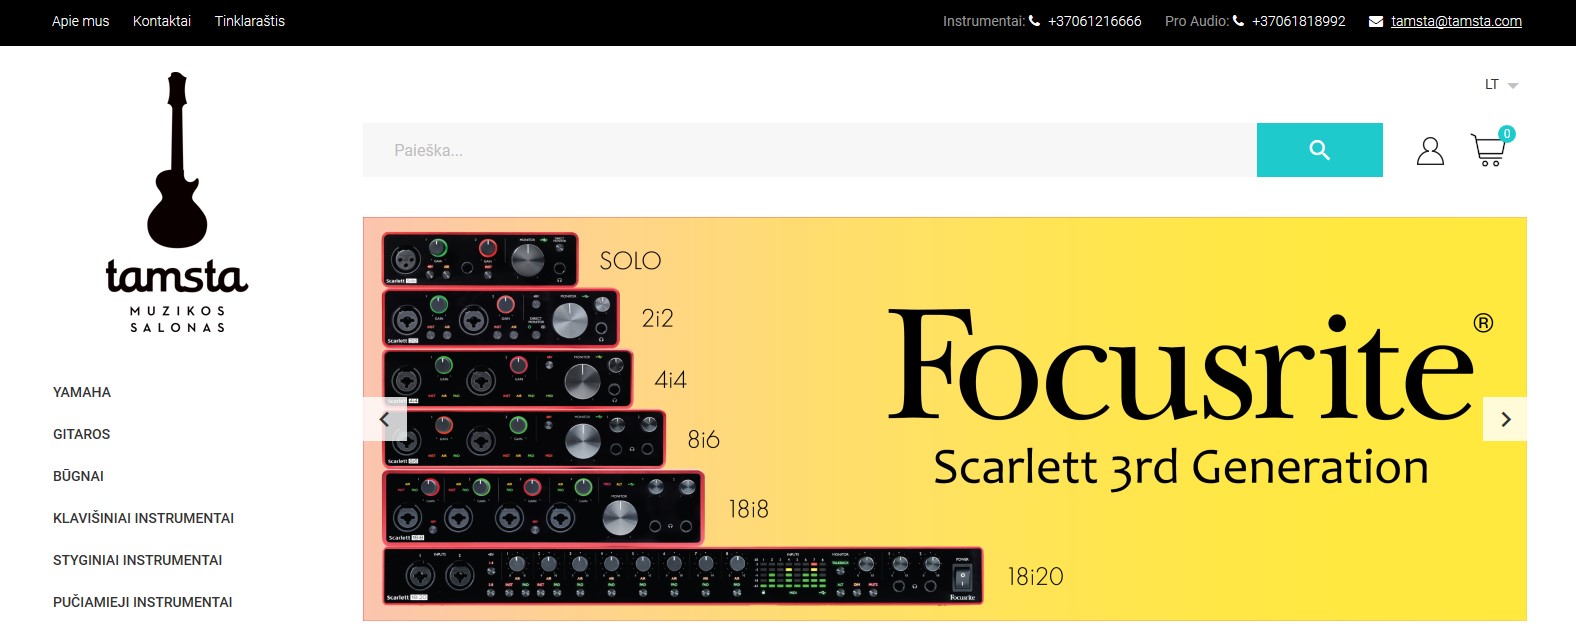 Apie mus Kontaktai Tinklaraštis Instrumentai: +37061216666 Pro Audio: +37061818992 tamsta@tamsta.com
LT
Paieška...
0
tamsta
MUZIKOS
SALONAS
YAMAHA
GITAROS
BŪGNAI
KLAVIŠINIAI INSTRUMENTAI
STYGINIAI INSTRUMENTAI
PUČIAMIEJI INSTRUMENTAI
SOLO
2i2
4i4
8i6
18i8
18i20
Focusrite®
Scarlett 3rd Generation